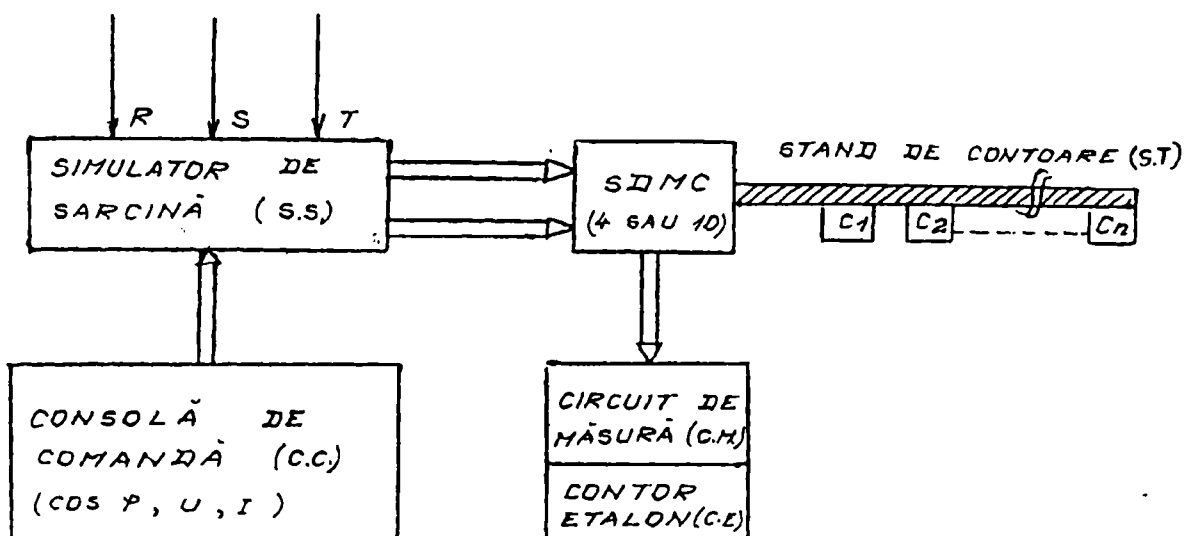 R S T
SIMULATOR DE
SARCINĂ (S.S.)
SDMC
(4 SAU 10)
STAND DE CONTOARE (S.T)
C1 C2 Cn
CONSOLĂ DE
COMANDĂ (C.C.)
(COS φ, U, I)
CIRCUIT DE
MĂSURĂ (C.M.)
CONTOR
ETALON (C.E)